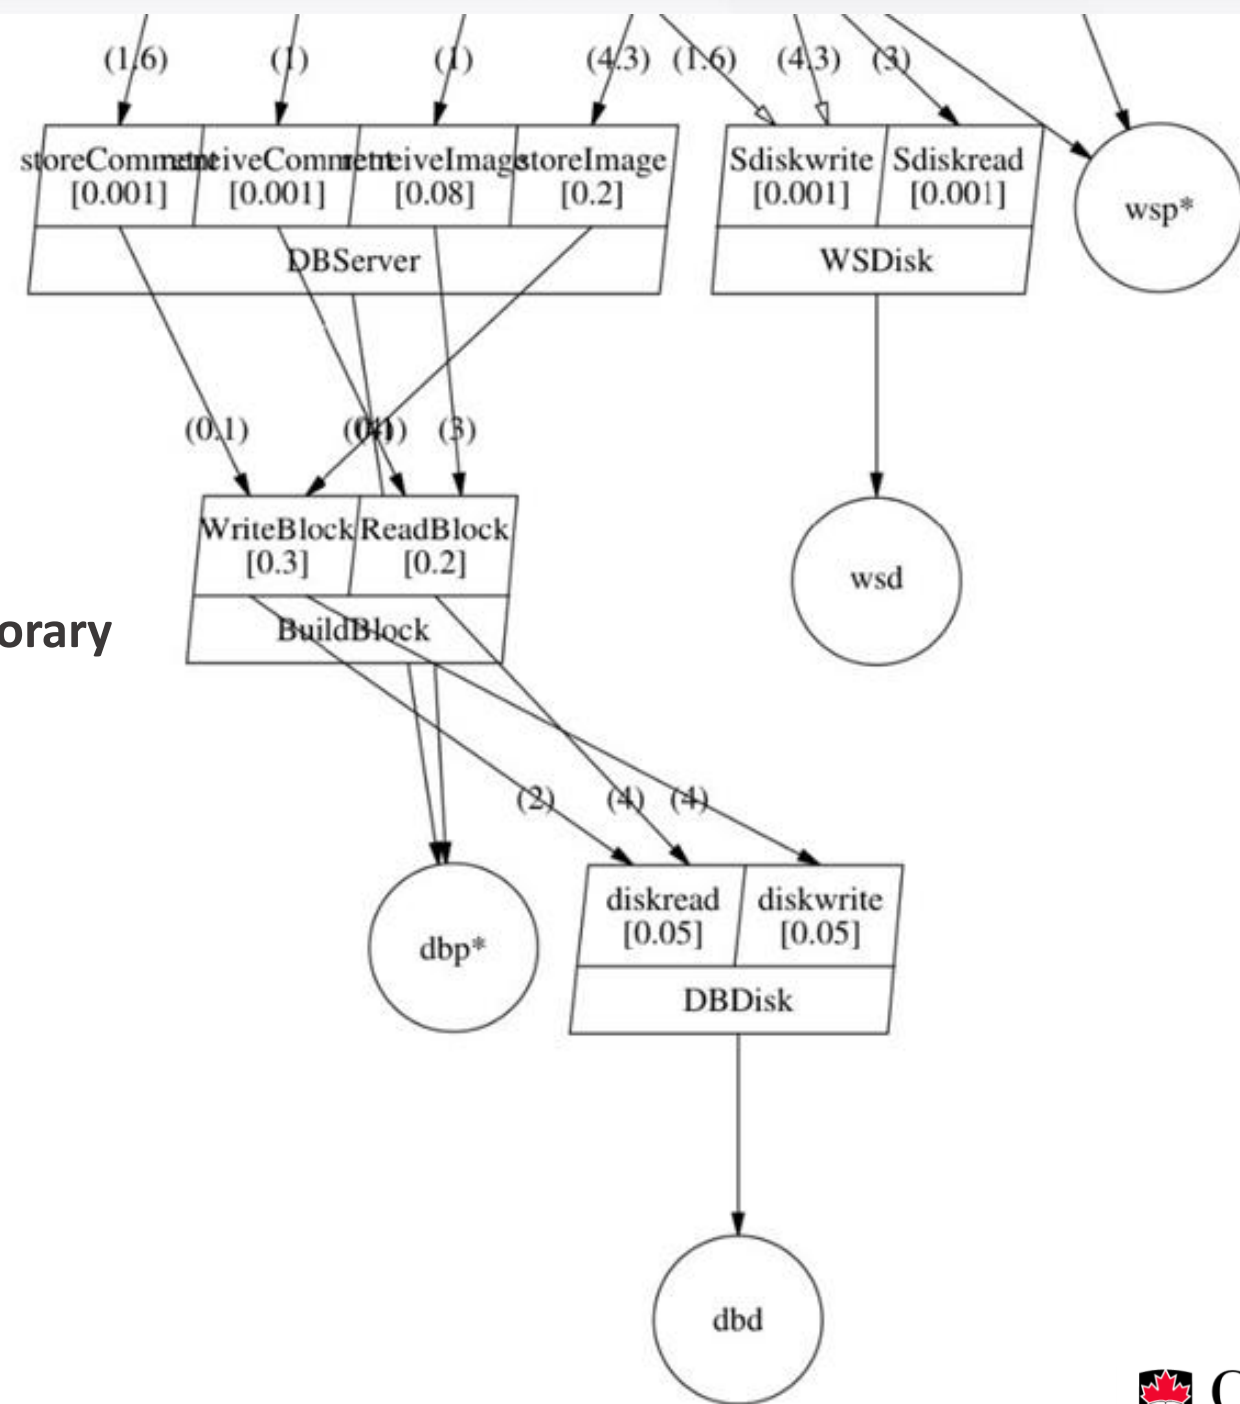 (1.6) (1) (1) (4.3) (1.6) (4.3) (3)
storeComment storeImage Sdiskwrite Sdiskread
[0.001] [0.001] [0.08] [0.2] [0.001] [0.001]
wsp*
DBServer WSDisk
(0.1) (3)
WriteBlock ReadBlock
[0.3] [0.2]
wsd
orary
BuildBlock
(2) (4) (4)
diskread diskwrite
[0.05] [0.05]
dbp*
DBDisk
dbd